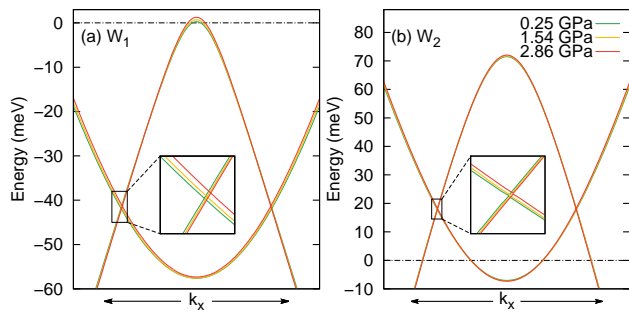 (a) W₁
Energy (meV)
0
−10
−20
−30
−40
−50
−60
kₓ
(b) W₂
0.25 GPa
1.54 GPa
2.86 GPa
Energy (meV)
80
70
60
50
40
30
20
10
0
−10
kₓ